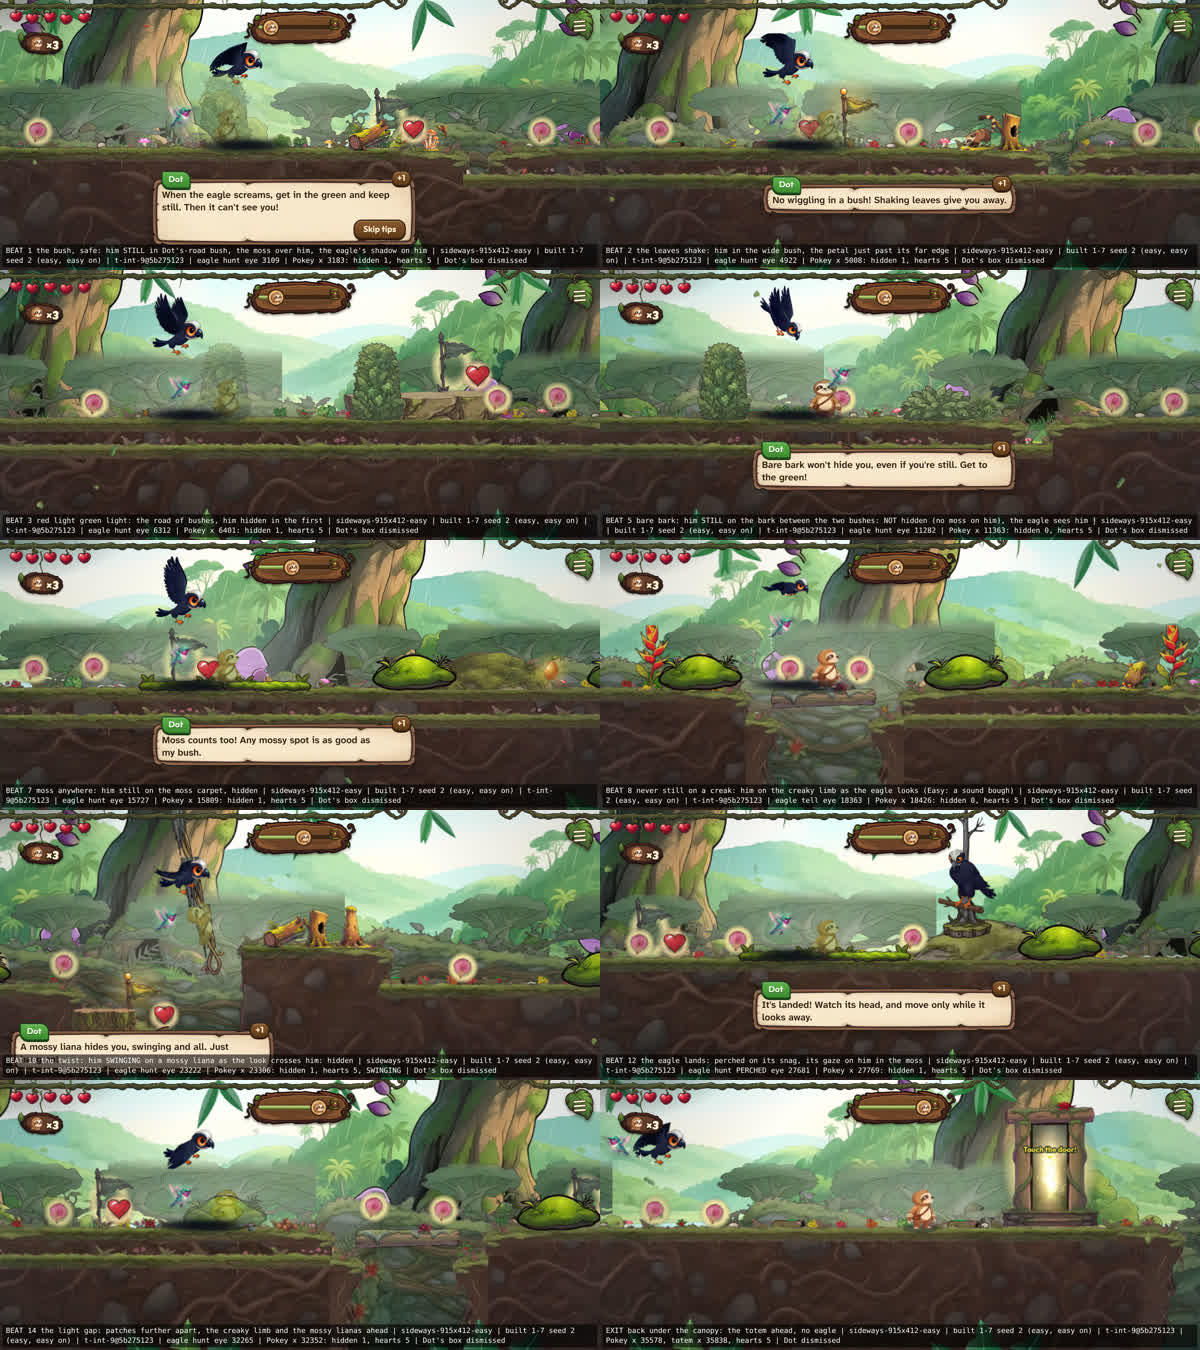 x3
Dot
+1
When the eagle screams, get in the green and keep
still. Then it can't see you!
Skip tips
BEAT 1 the bush, safe: him STILL in Dot's-road bush, the moss over him, the eagle's shadow on him | sideways-915x412-easy | built 1-7
seed 2 (easy, easy on) | t-int-9@5b275123 | eagle hunt eye 3109 | Pokey x 3183: hidden 1, hearts 5 | Dot's box dismissed
x3
Dot
+1
No wiggling in a bush! Shaking leaves give you away.
BEAT 2 the leaves shake: him in the wide bush, the petal just past its far edge | sideways-915x412-easy | built 1-7 seed 2 (easy, easy
on) | t-int-9@5b275123 | eagle hunt eye 4922 | Pokey x 5008: hidden 1, hearts 5 | Dot's box dismissed
x3
BEAT 3 red light green light: the road of bushes, him hidden in the first | sideways-915x412-easy | built 1-7 seed 2 (easy, easy on) |
t-int-9@5b275123 | eagle hunt eye 6312 | Pokey x 6401: hidden 1, hearts 5 | Dot's box dismissed
x3
Dot
+1
Bare bark won't hide you, even if you're still. Get to
the green!
BEAT 5 bare bark: him STILL on the bark between the two bushes: NOT hidden (no moss on him), the eagle sees him | sideways-915x412-easy
| built 1-7 seed 2 (easy, easy on) | t-int-9@5b275123 | eagle hunt eye 11282 | Pokey x 11363: hidden 0, hearts 5 | Dot's box dismissed
x3
Dot
+1
Moss counts too! Any mossy spot is as good as
my bush.
BEAT 7 moss anywhere: him still on the moss carpet, hidden | sideways-915x412-easy | built 1-7 seed 2 (easy, easy on) | t-int-
9@5b275123 | eagle hunt eye 15727 | Pokey x 15809: hidden 1, hearts 5 | Dot's box dismissed
x3
BEAT 8 never still on a creak: him on the creaky limb as the eagle looks (Easy: a sound bough) | sideways-915x412-easy | built 1-7 seed
2 (easy, easy on) | t-int-9@5b275123 | eagle tell eye 18363 | Pokey x 18426: hidden 0, hearts 5 | Dot's box dismissed
x3
Dot
+1
A mossy liana hides you, swinging and all. Just
BEAT 10 the twist: him SWINGING on a mossy liana as the look crosses him: hidden | sideways-915x412-easy | built 1-7 seed 2 (easy, easy
on) | t-int-9@5b275123 | eagle hunt eye 23222 | Pokey x 23306: hidden 1, hearts 5, SWINGING | Dot's box dismissed
x3
Dot
+1
It's landed! Watch its head, and move only while it
looks away.
BEAT 12 the eagle lands: perched on its snag, its gaze on him in the moss | sideways-915x412-easy | built 1-7 seed 2 (easy, easy on) |
t-int-9@5b275123 | eagle hunt PERCHED eye 27681 | Pokey x 27769: hidden 1, hearts 5 | Dot's box dismissed
x3
BEAT 14 the light gap: patches further apart, the creaky limb and the mossy lianas ahead | sideways-915x412-easy | built 1-7 seed 2
(easy, easy on) | t-int-9@5b275123 | eagle hunt eye 32265 | Pokey x 32352: hidden 1, hearts 5 | Dot's box dismissed
x3
Touch the door!
EXIT back under the canopy: the totem ahead, no eagle | sideways-915x412-easy | built 1-7 seed 2 (easy, easy on) | t-int-9@5b275123 |
Pokey x 35578, totem x 35838, hearts 5 | Dot dismissed